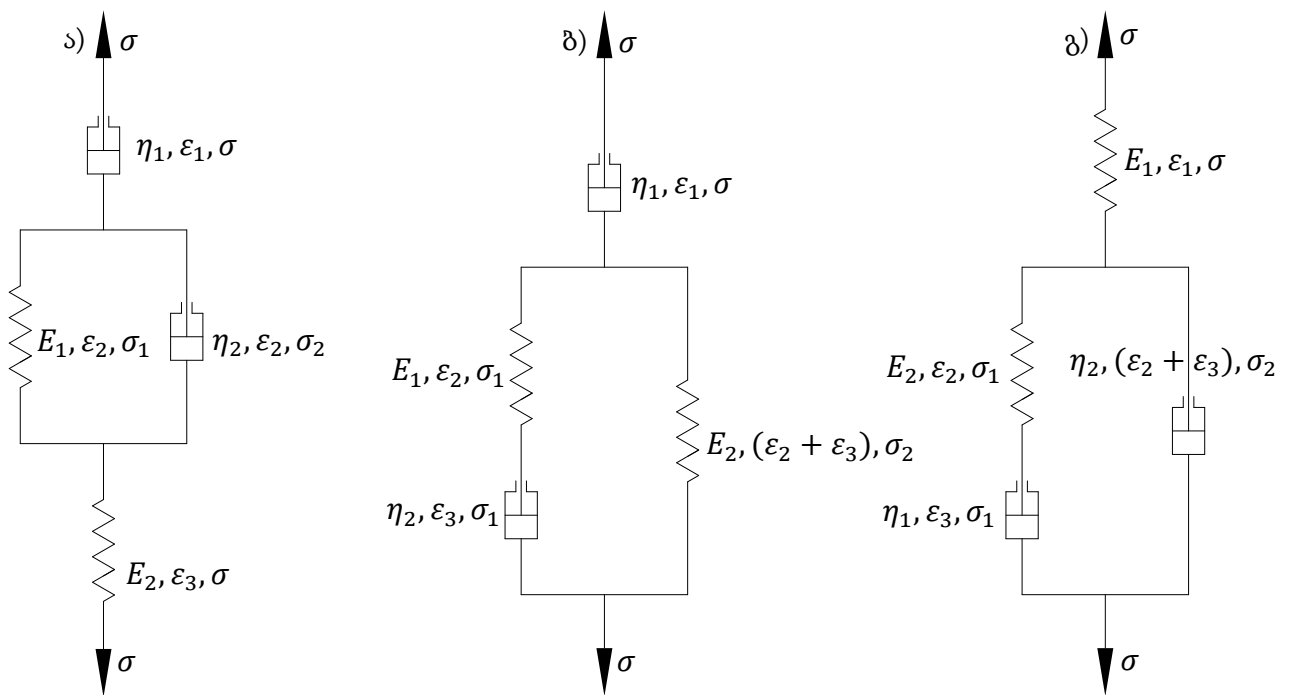 ა) σ
η₁, ε₁, σ
E₁, ε₂, σ₁
η₂, ε₂, σ₂
E₂, ε₃, σ
σ
ბ) σ
η₁, ε₁, σ
E₁, ε₂, σ₁
E₂, (ε₂ + ε₃), σ₂
η₂, ε₃, σ₁
σ
გ) σ
E₁, ε₁, σ
E₂, ε₂, σ₁
η₂, (ε₂ + ε₃), σ₂
η₁, ε₃, σ₁
σ